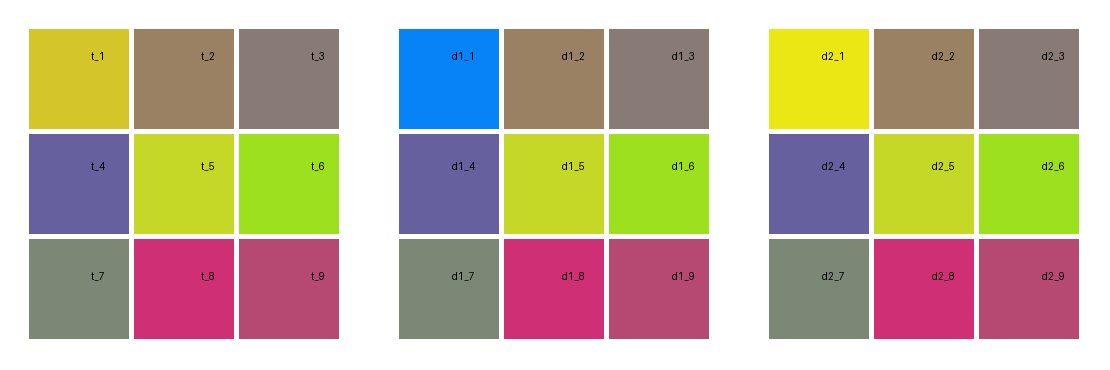 t_1 t_2 t_3 d1_1 d1_2 d1_3 d2_1 d2_2 d2_3
t_4 t_5 t_6 d1_4 d1_5 d1_6 d2_4 d2_5 d2_6
t_7 t_8 t_9 d1_7 d1_8 d1_9 d2_7 d2_8 d2_9